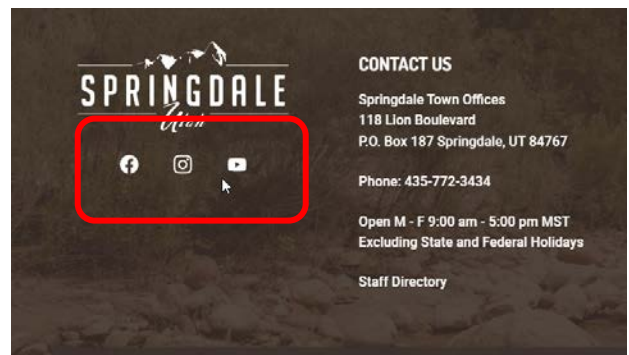 SPRINGDALE
Utah
CONTACT US
Springdale Town Offices
118 Lion Boulevard
P.O. Box 187 Springdale, UT 84767
Phone: 435-772-3434
Open M - F 9:00 am - 5:00 pm MST
Excluding State and Federal Holidays
Staff Directory